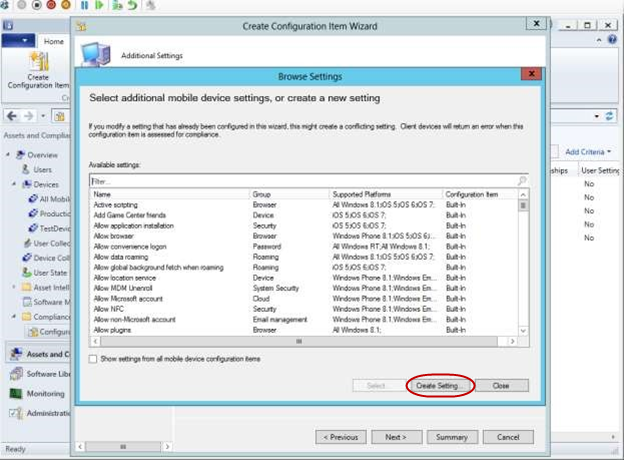 Create Configuration Item Wizard
Home
Create
Configuration Item
Additional Settings
Browse Settings
Select additional mobile device settings, or create a new setting
If you modify a setting that has already been configured in this wizard, this might create a conflicting setting. Client devices will return an error when this
configuration item is assessed for compliance.
Available settings:
Filter...
Name Group Supported Platforms Configuration Item
Active scripting Browser All Windows 8.1;iOS 5;iOS 6;iOS 7; Built-In
Add Game Center friends Device iOS 5;iOS 6;iOS 7; Built-In
Allow application installation Security iOS 5;iOS 6;iOS 7; Built-In
Allow browser Browser Windows Phone 8.1;iOS 5;iOS 6;... Built-In
Allow convenience logon Password All Windows RT;All Windows 8.1; Built-In
Allow data roaming Roaming All Windows 8.1;iOS 5;iOS 6;iOS 7; Built-In
Allow global background fetch when roaming Roaming iOS 5;iOS 6;iOS 7; Built-In
Allow location service Device Windows Phone 8.1;Windows Em... Built-In
Allow MDM Unenroll System Security Windows Phone 8.1;Windows Em... Built-In
Allow Microsoft account Cloud Windows Phone 8.1;Windows Em... Built-In
Allow NFC Security Windows Phone 8.1;Windows Em... Built-In
Allow non-Microsoft account Email management Windows Phone 8.1;Windows Em... Built-In
Allow plugins Browser All Windows 8.1; Built-In
Show settings from all mobile device configuration items
Select... Create Setting... Close
< Previous Next > Summary Cancel
Assets and Complia
Overview
Users
Devices
All Mobil
Productio
TestDevic
User Collec
Device Coll
User State
Asset Intelli
Software M
Compliance
Configur
Assets and C
Software Libr
Monitoring
Administratio
Ready
Add Criteria
ships User Setting
No
No
No
No
No